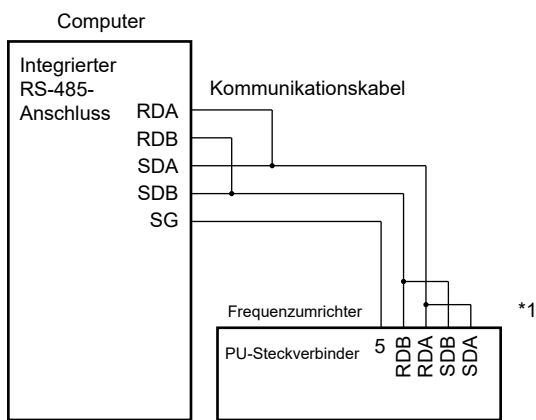 Computer
Integrierter
RS-485-
Anschluss
Kommunikationskabel
RDA
RDB
SDA
SDB
SG
Frequenzumrichter
*1
PU-Steckverbinder
5
RDB
RDA
SDB
SDA